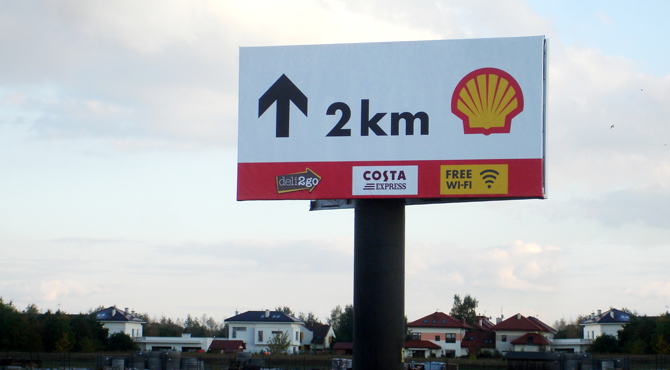 2 km
deli2go
COSTA
EXPRESS
FREE
WI-FI